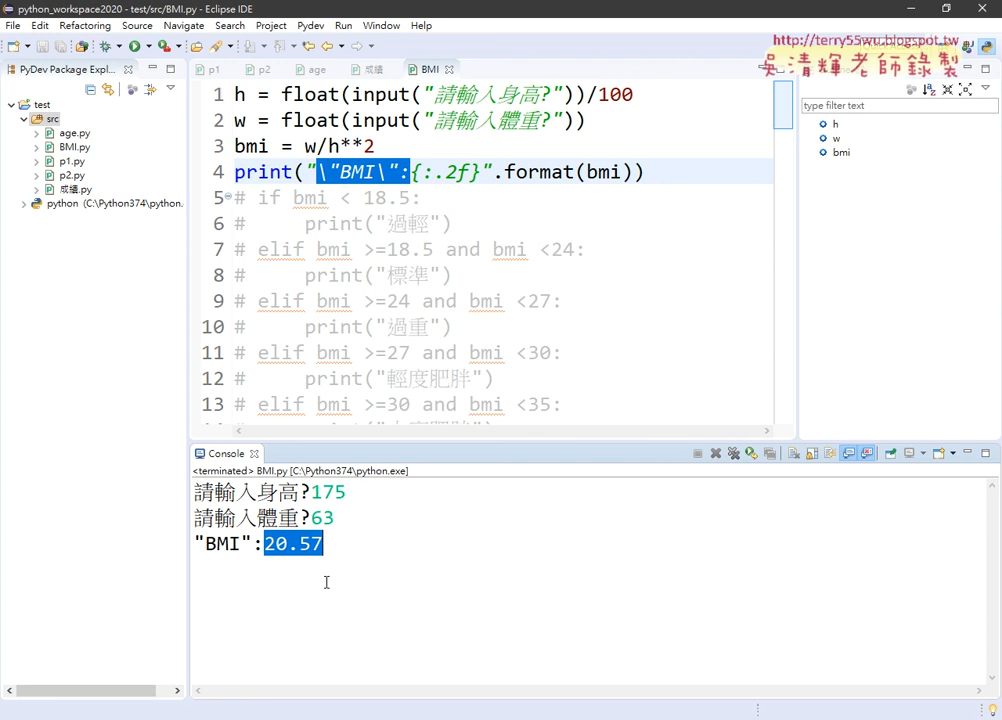 python_workspace2020 - test/src/BMI.py - Eclipse IDE
File Edit Refactoring Source Navigate Search Project Pydev Run Window Help
http://terry55wu.blogspot.tw
吳清輝老師錄製
PyDev Package Expl...
p1
p2
age
成績
BMI
test
src
age.py
BMI.py
p1.py
p2.py
成績.py
python (C:\Python374\python.
1 h = float(input("請輸入身高?"))/100
2 w = float(input("請輸入體重?"))
3 bmi = w/h**2
4 print("\"BMI\":{:.2f}".format(bmi))
5 # if bmi < 18.5:
6 # print("過輕")
7 # elif bmi >=18.5 and bmi <24:
8 # print("標準")
9 # elif bmi >=24 and bmi <27:
10 # print("過重")
11 # elif bmi >=27 and bmi <30:
12 # print("輕度肥胖")
13 # elif bmi >=30 and bmi <35:
type filter text
h
w
bmi
Console
<terminated> BMI.py [C:\Python374\python.exe]
請輸入身高?175
請輸入體重?63
"BMI":20.57